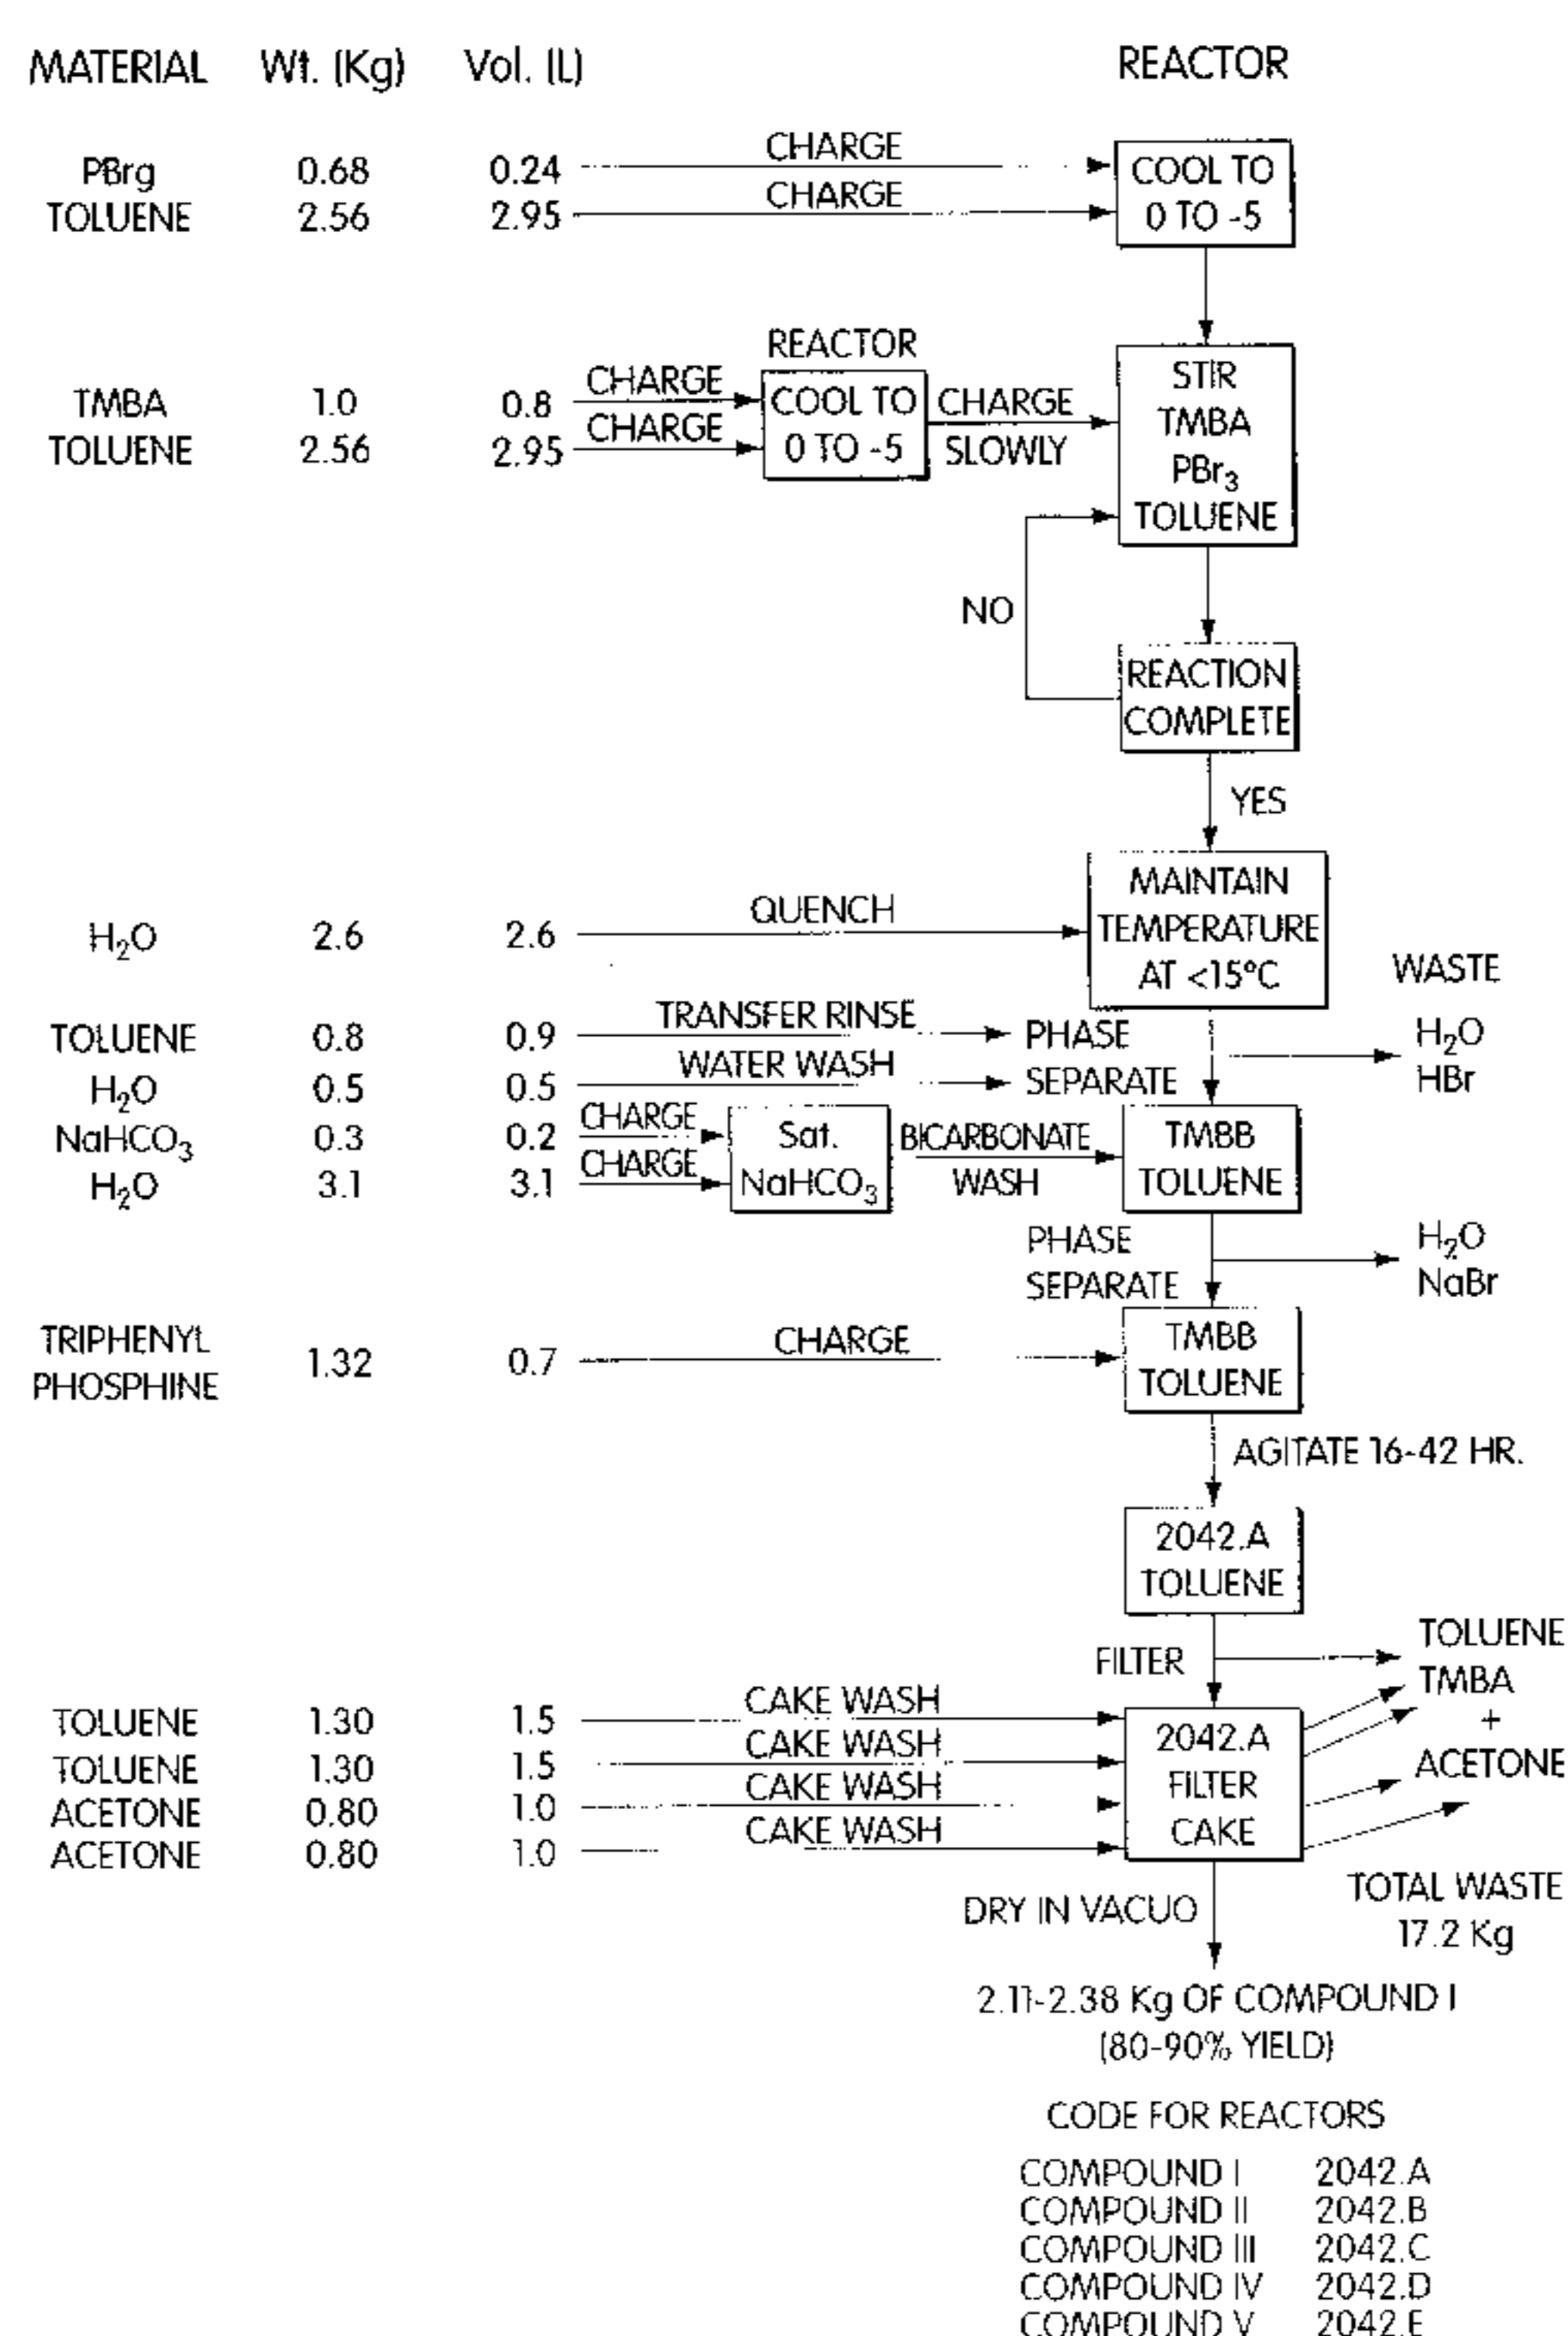 MATERIAL Wt. (Kg) Vol. (L) REACTOR
PBrg 0.68 0.24 CHARGE COOL TO
TOLUENE 2.56 2.95 CHARGE 0 TO -5
REACTOR
STIR
TMBA 1.0 0.8 CHARGE COOL TO CHARGE TMBA
TOLUENE 2.56 2.95 CHARGE 0 TO -5 SLOWLY PBr₃
TOLUENE
NO
REACTION
COMPLETE
YES
MAINTAIN
H₂O 2.6 2.6 QUENCH TEMPERATURE
AT <15°C WASTE
TOLUENE 0.8 0.9 TRANSFER RINSE PHASE H₂O
H₂O 0.5 0.5 WATER WASH SEPARATE HBr
NaHCO₃ 0.3 0.2 CHARGE Sat. BICARBONATE TMBB
H₂O 3.1 3.1 CHARGE NaHCO₃ WASH TOLUENE
PHASE H₂O
SEPARATE NaBr
TRIPHENYL
PHOSPHINE 1.32 0.7 CHARGE TMBB
TOLUENE
AGITATE 16-42 HR.
2042.A
TOLUENE
FILTER TOLUENE
TMBA
+
ACETONE
TOLUENE 1.30 1.5 CAKE WASH 2042.A
TOLUENE 1.30 1.5 CAKE WASH FILTER
ACETONE 0.80 1.0 CAKE WASH CAKE
ACETONE 0.80 1.0 CAKE WASH
DRY IN VACUO TOTAL WASTE
17.2 Kg
2.11-2.38 Kg OF COMPOUND I
(80-90% YIELD)
CODE FOR REACTORS
COMPOUND I 2042.A
COMPOUND II 2042.B
COMPOUND III 2042.C
COMPOUND IV 2042.D
COMPOUND V 2042.E